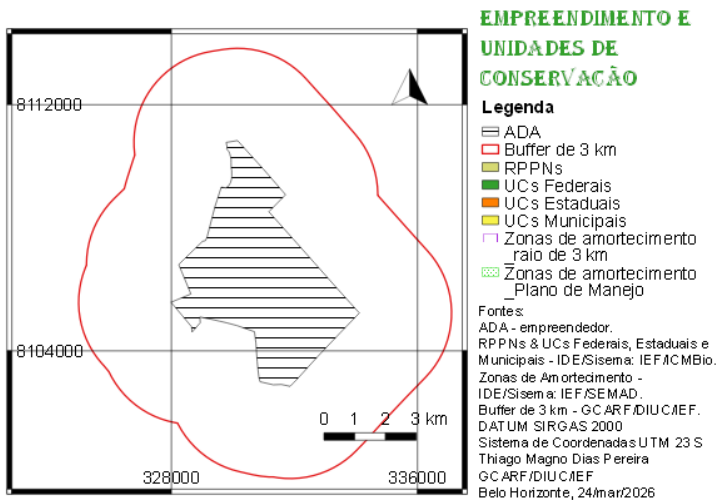 EMPREENDIMENTO E
UNIDADES DE
CONSERVAÇÃO
Legenda
ADA
Buffer de 3 km
RPPNs
UCs Federais
UCs Estaduais
UCs Municipais
Zonas de amortecimento
_raio de 3 km
Zonas de amortecimento
_Plano de Manejo
Fontes:
ADA - empreendedor.
RPPNs & UCs Federais, Estaduais e
Municipais - IDE/Sisema: IEF/ICMBio.
Zonas de Amortecimento -
IDE/Sisema: IEF/SEMAD.
Buffer de 3 km - GCARF/DIUC/IEF.
DATUM SIRGAS 2000
Sistema de Coordenadas UTM 23 S
Thiago Magno Dias Pereira
GCARF/DIUC/IEF
Belo Horizonte, 24/mar/2026
8112000
8104000
0 1 2 3 km
328000 336000